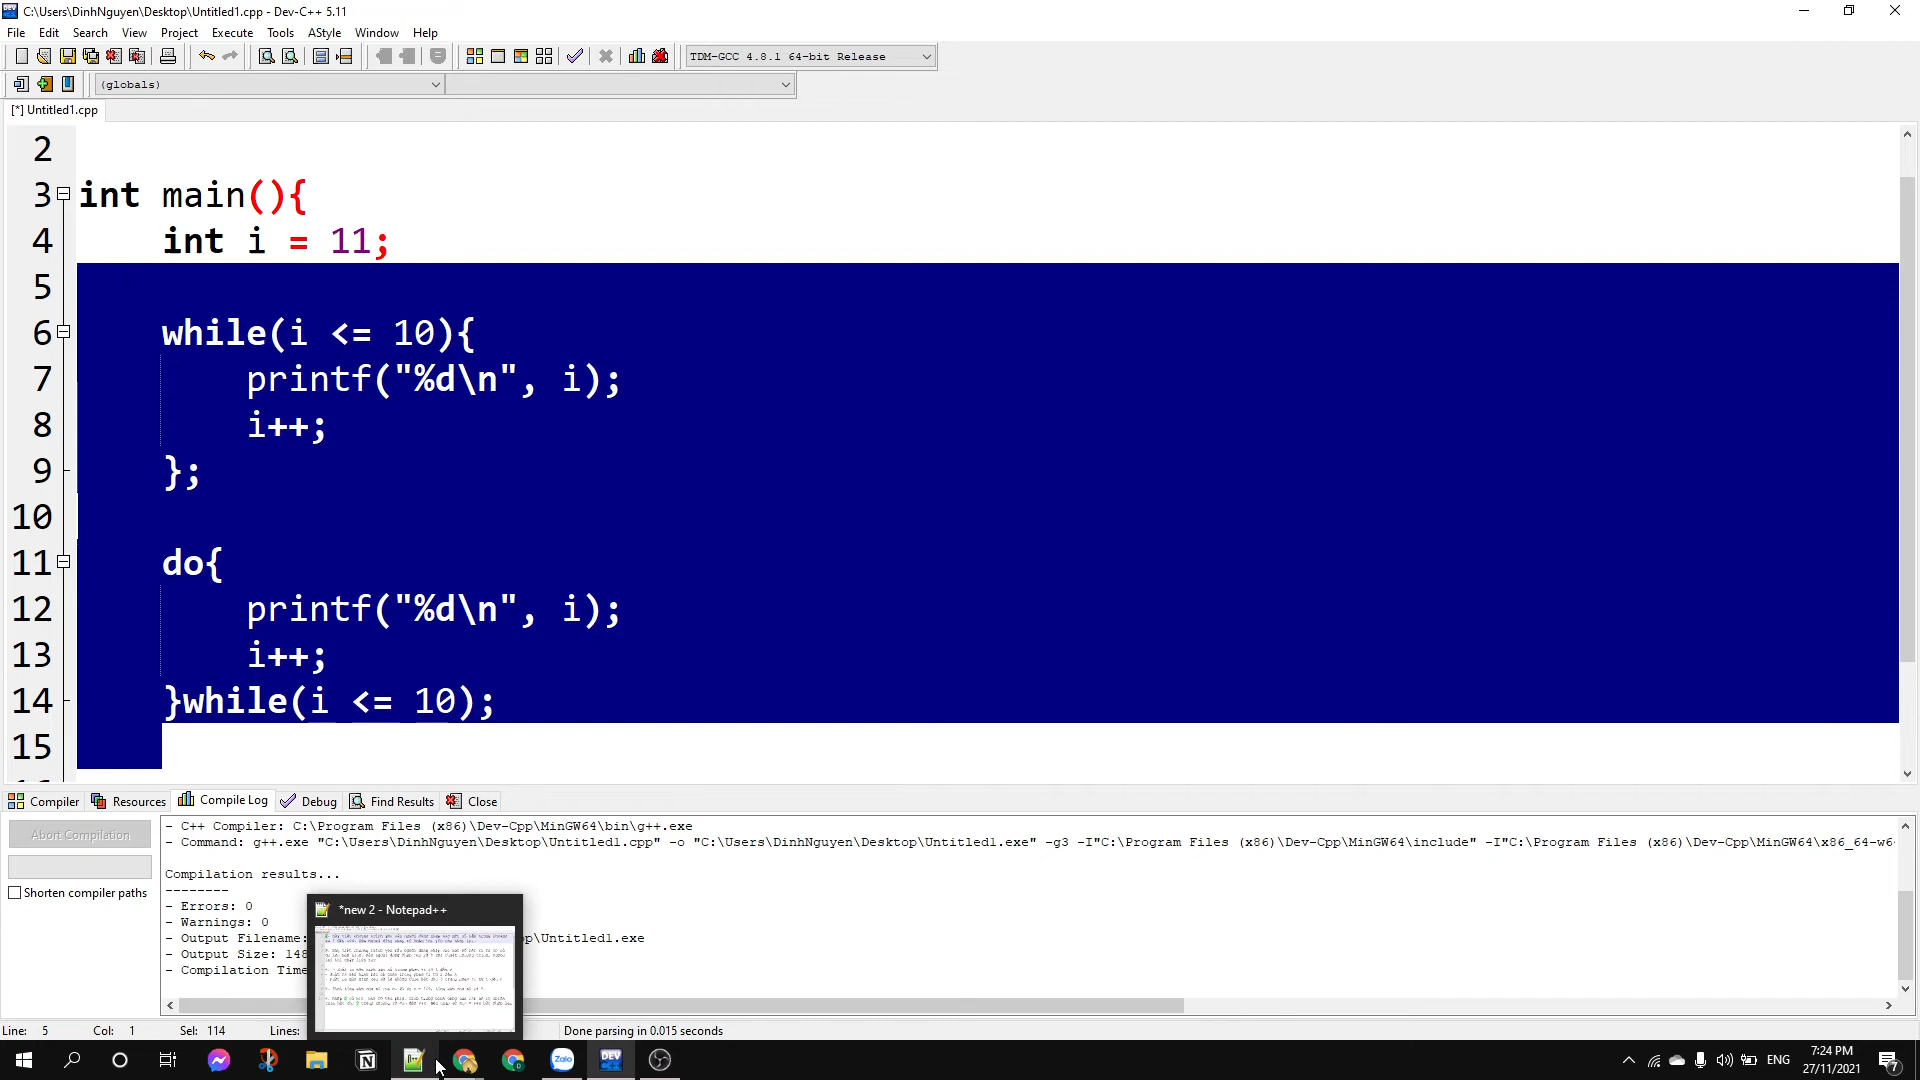 C:\Users\DinhNguyen\Desktop\Untitled1.cpp - Dev-C++ 5.11
File Edit Search View Project Execute Tools AStyle Window Help
TDM-GCC 4.8.1 64-bit Release
(globals)
[*] Untitled1.cpp
2
3 int main(){
4 int i = 11;
5
6 while(i <= 10){
7 printf("%d\n", i);
8 i++;
9 };
10
11 do{
12 printf("%d\n", i);
13 i++;
14 }while(i <= 10);
15
Compiler Resources Compile Log Debug Find Results Close
Abort Compilation
Shorten compiler paths
- C++ Compiler: C:\Program Files (x86)\Dev-Cpp\MinGW64\bin\g++.exe
- Command: g++.exe "C:\Users\DinhNguyen\Desktop\Untitled1.cpp" -o "C:\Users\DinhNguyen\Desktop\Untitled1.exe" -g3 -I"C:\Program Files (x86)\Dev-Cpp\MinGW64\include" -I"C:\Program Files (x86)\Dev-Cpp\MinGW64\x86_64-w6
Compilation results...
--------
- Errors: 0
- Warnings: 0
- Output Filename: p\Untitled1.exe
- Output Size: 148
- Compilation Time
*new 2 - Notepad++
Line: 5 Col: 1 Sel: 114 Lines: Done parsing in 0.015 seconds
Zalo
DEV
ENG
7:24 PM
27/11/2021
7